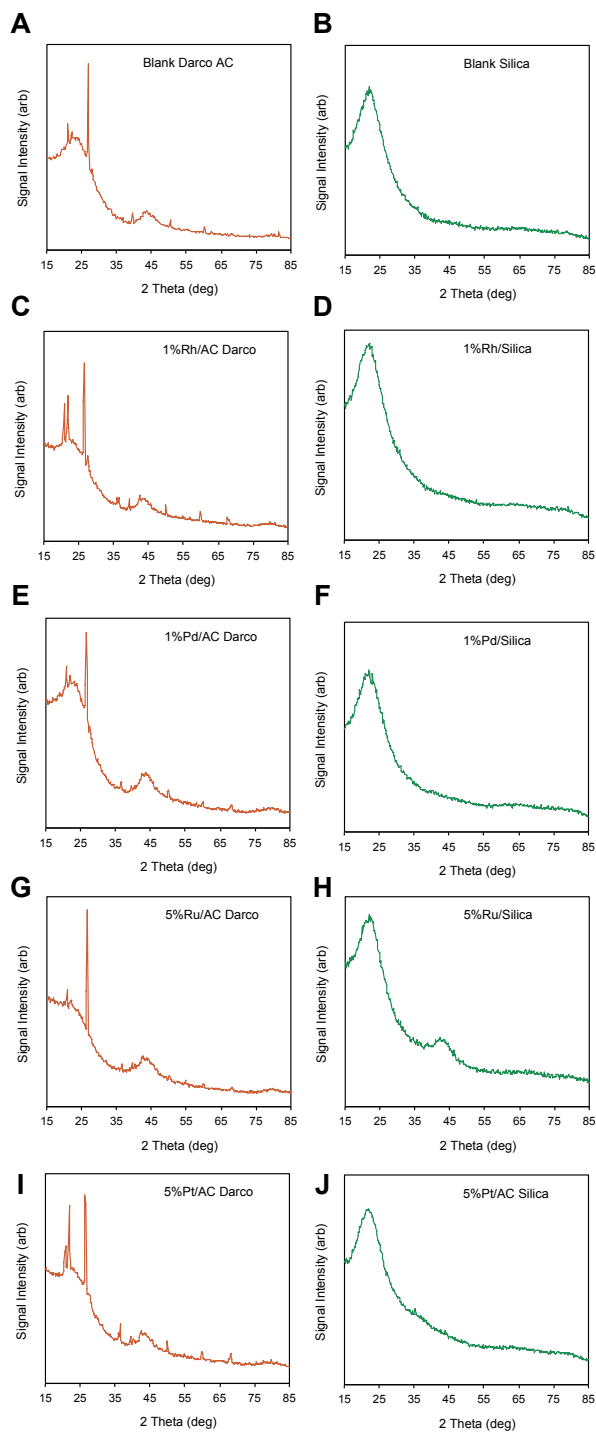 A
Blank Darco AC
Signal Intensity (arb)
15 25 35 45 55 65 75 85
2 Theta (deg)
B
Blank Silica
Signal Intensity (arb)
15 25 35 45 55 65 75 85
2 Theta (deg)
C
1%Rh/AC Darco
Signal Intensity (arb)
15 25 35 45 55 65 75 85
2 Theta (deg)
D
1%Rh/Silica
Signal Intensity (arb)
15 25 35 45 55 65 75 85
2 Theta (deg)
E
1%Pd/AC Darco
Signal Intensity (arb)
15 25 35 45 55 65 75 85
2 Theta (deg)
F
1%Pd/Silica
Signal Intensity (arb)
15 25 35 45 55 65 75 85
2 Theta (deg)
G
5%Ru/AC Darco
Signal Intensity (arb)
15 25 35 45 55 65 75 85
2 Theta (deg)
H
5%Ru/Silica
Signal Intensity (arb)
15 25 35 45 55 65 75 85
2 Theta (deg)
I
5%Pt/AC Darco
Signal Intensity (arb)
15 25 35 45 55 65 75 85
2 Theta (deg)
J
5%Pt/AC Silica
Signal Intensity (arb)
15 25 35 45 55 65 75 85
2 Theta (deg)